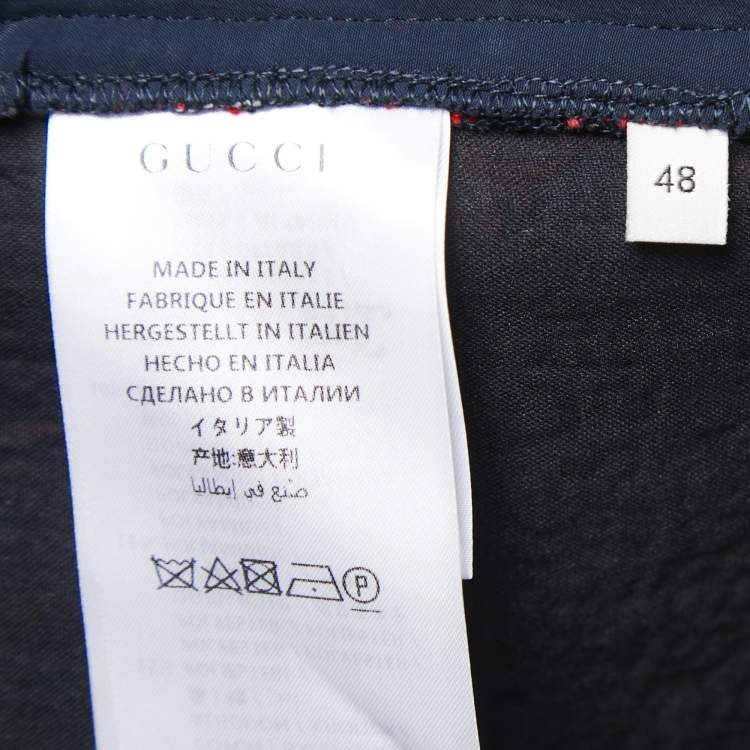 GUCCI
48
MADE IN ITALY
FABRIQUE EN ITALIE
HERGESTELLT IN ITALIEN
HECHO EN ITALIA
СДЕЛАНО В ИТАЛИИ
イタリア製
产地:意大利
صنع في إيطاليا
P